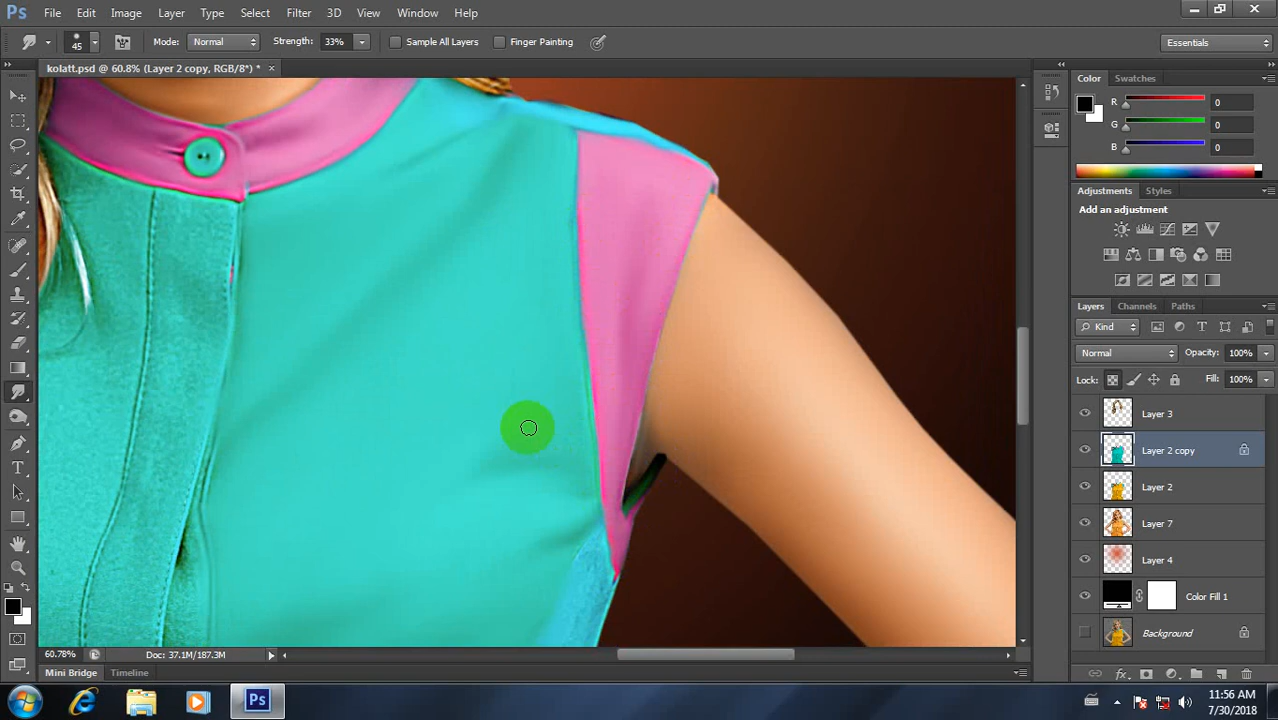 Ps File Edit Image Layer Type Select Filter 3D View Window Help
45 Mode: Normal Strength: 33% Sample All Layers Finger Painting Essentials
kolatt.psd @ 60.8% (Layer 2 copy, RGB/8*) *
Color Swatches
R 0
G 0
B 0
Adjustments Styles
Add an adjustment
Layers Channels Paths
Kind
Normal Opacity: 100%
Lock: Fill: 100%
Layer 3
Layer 2 copy
Layer 2
Layer 7
Layer 4
Color Fill 1
Background
60.78% Doc: 37.1M/187.3M
Mini Bridge Timeline
Ps
11:56 AM
7/30/2018